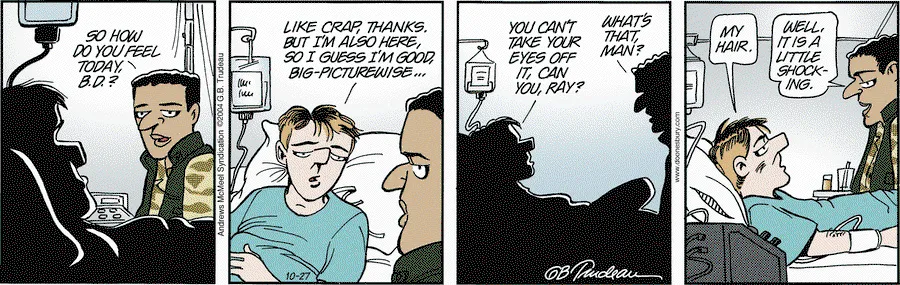 SO HOW
DO YOU FEEL
TODAY,
B.D.?
Andrews McMeel Syndication ©2004 G.B. Trudeau
LIKE CRAP, THANKS.
BUT I'M ALSO HERE,
SO I GUESS I'M GOOD,
BIG-PICTUREWISE...
10-27
YOU CAN'T
TAKE YOUR
EYES OFF
IT, CAN
YOU, RAY?
WHAT'S
THAT,
MAN?
GB Trudeau
www.doonesbury.com
MY
HAIR.
WELL,
IT IS A
LITTLE
SHOCK-
ING.